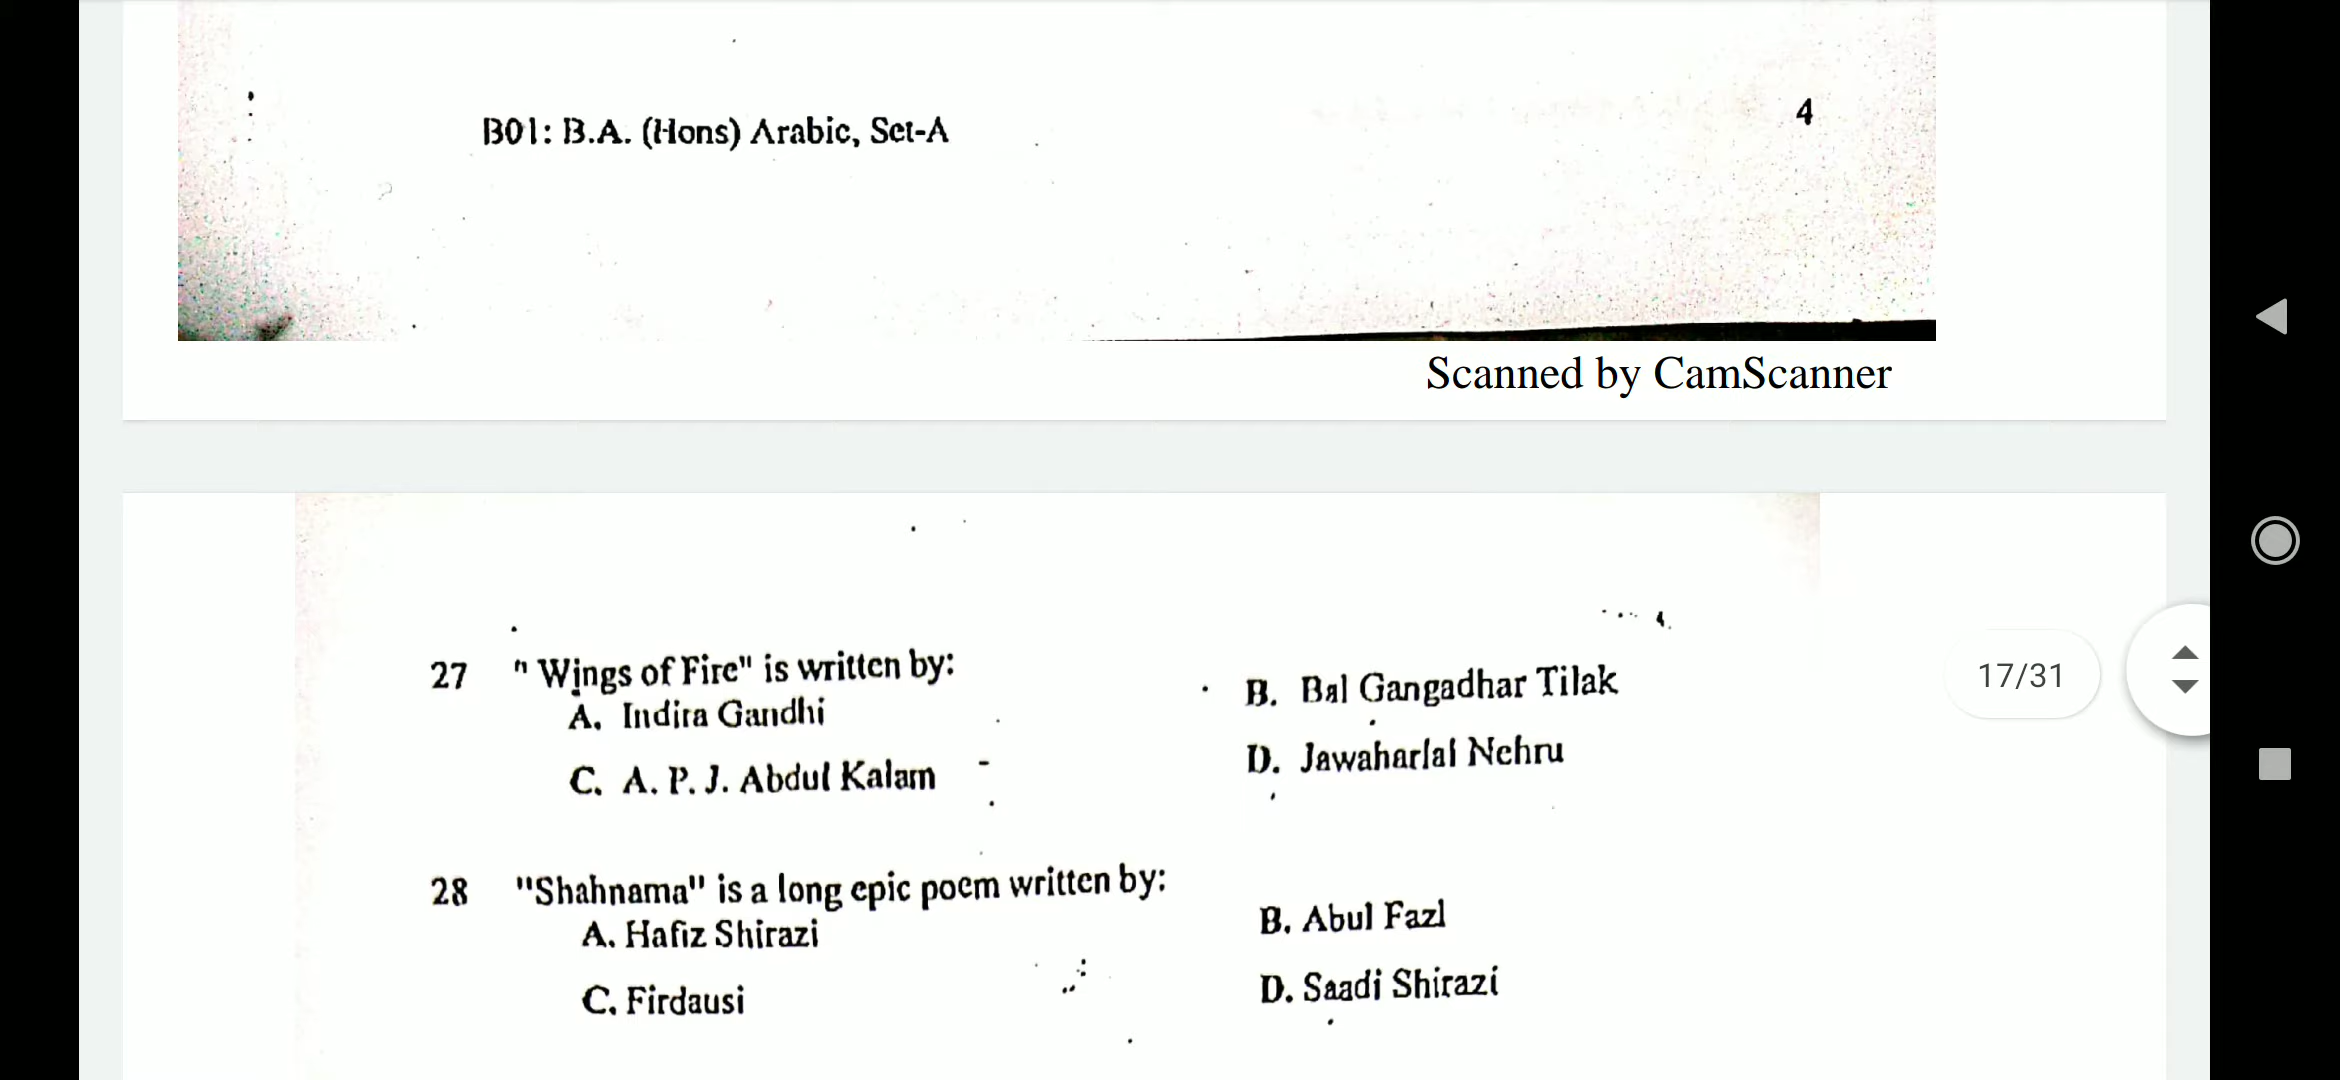 B01: B.A. (Hons) Arabic, Set-A
4
Scanned by CamScanner
27 " Wings of Fire" is written by:
A. Indira Gandhi
B. Bal Gangadhar Tilak
C. A. P. J. Abdul Kalam
D. Jawaharlal Nehru
17/31
28 "Shahnama" is a long epic poem written by:
A. Hafiz Shirazi
B. Abul Fazl
C. Firdausi
D. Saadi Shirazi